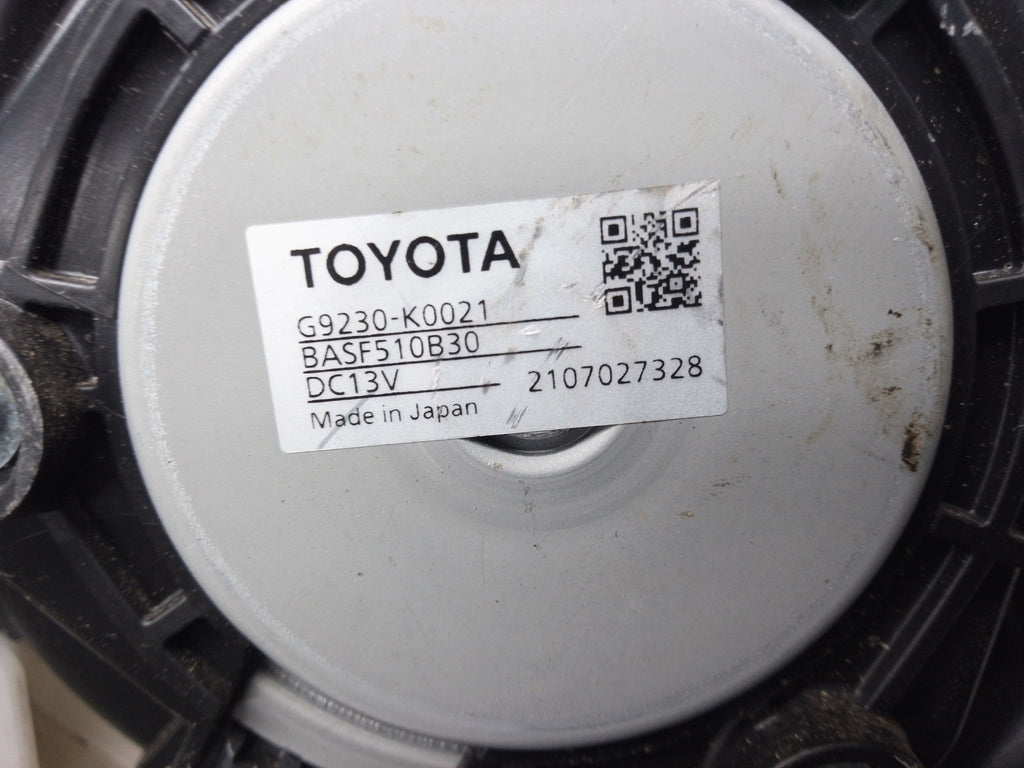 TOYOTA
G9230-K0021
BASF510B30
DC13V 2107027328
Made in Japan